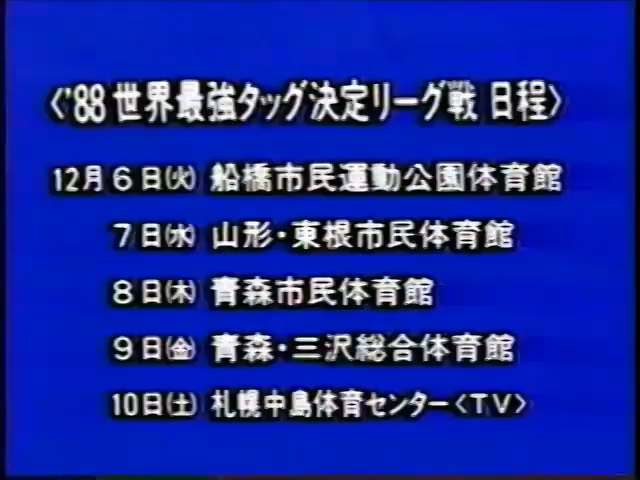 〈'88 世界最強タッグ決定リーグ戦 日程〉
12月6日(火) 船橋市民運動公園体育館
7日(水) 山形・東根市民体育館
8日(木) 青森市民体育館
9日(金) 青森・三沢総合体育館
10日(土) 札幌中島体育センター〈TV〉